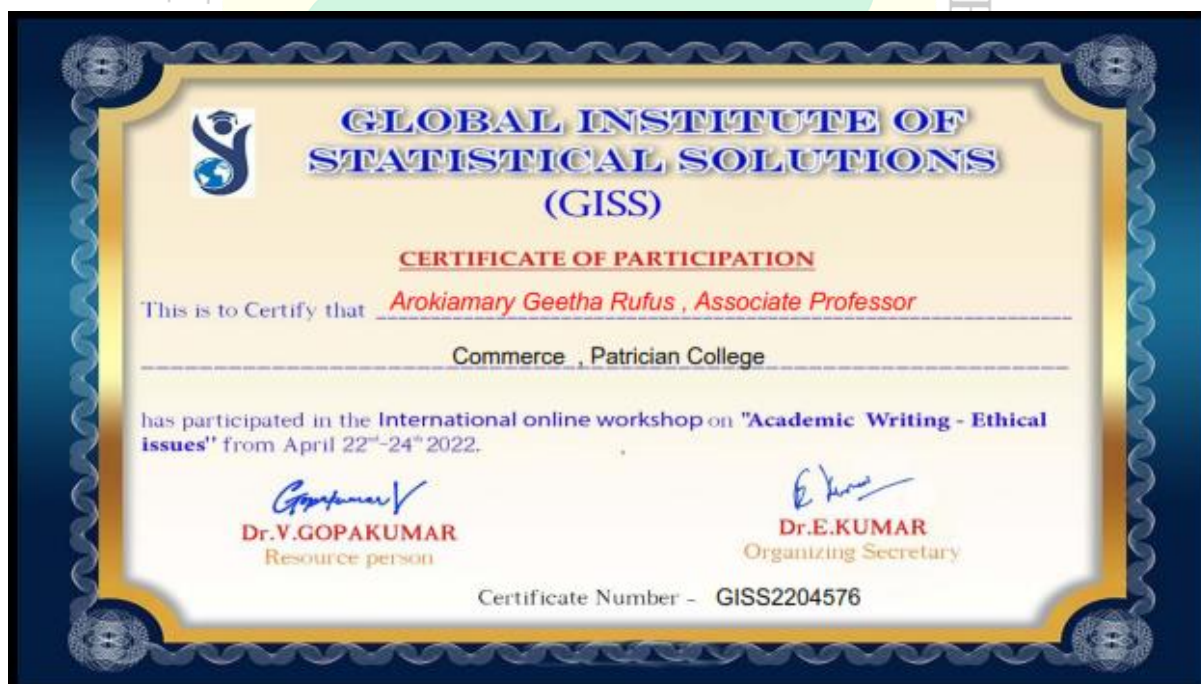 GLOBAL INSTITUTE OF
STATISTICAL SOLUTIONS
(GISS)
CERTIFICATE OF PARTICIPATION
This is to Certify that Arokiamary Geetha Rufus , Associate Professor
Commerce , Patrician College
has participated in the International online workshop on "Academic Writing - Ethical
issues" from April 22nd-24th 2022.
Gopakumar V
Dr.V.GOPAKUMAR
Dr.E.KUMAR
Resource person
Organizing Secretary
Certificate Number - GISS2204576